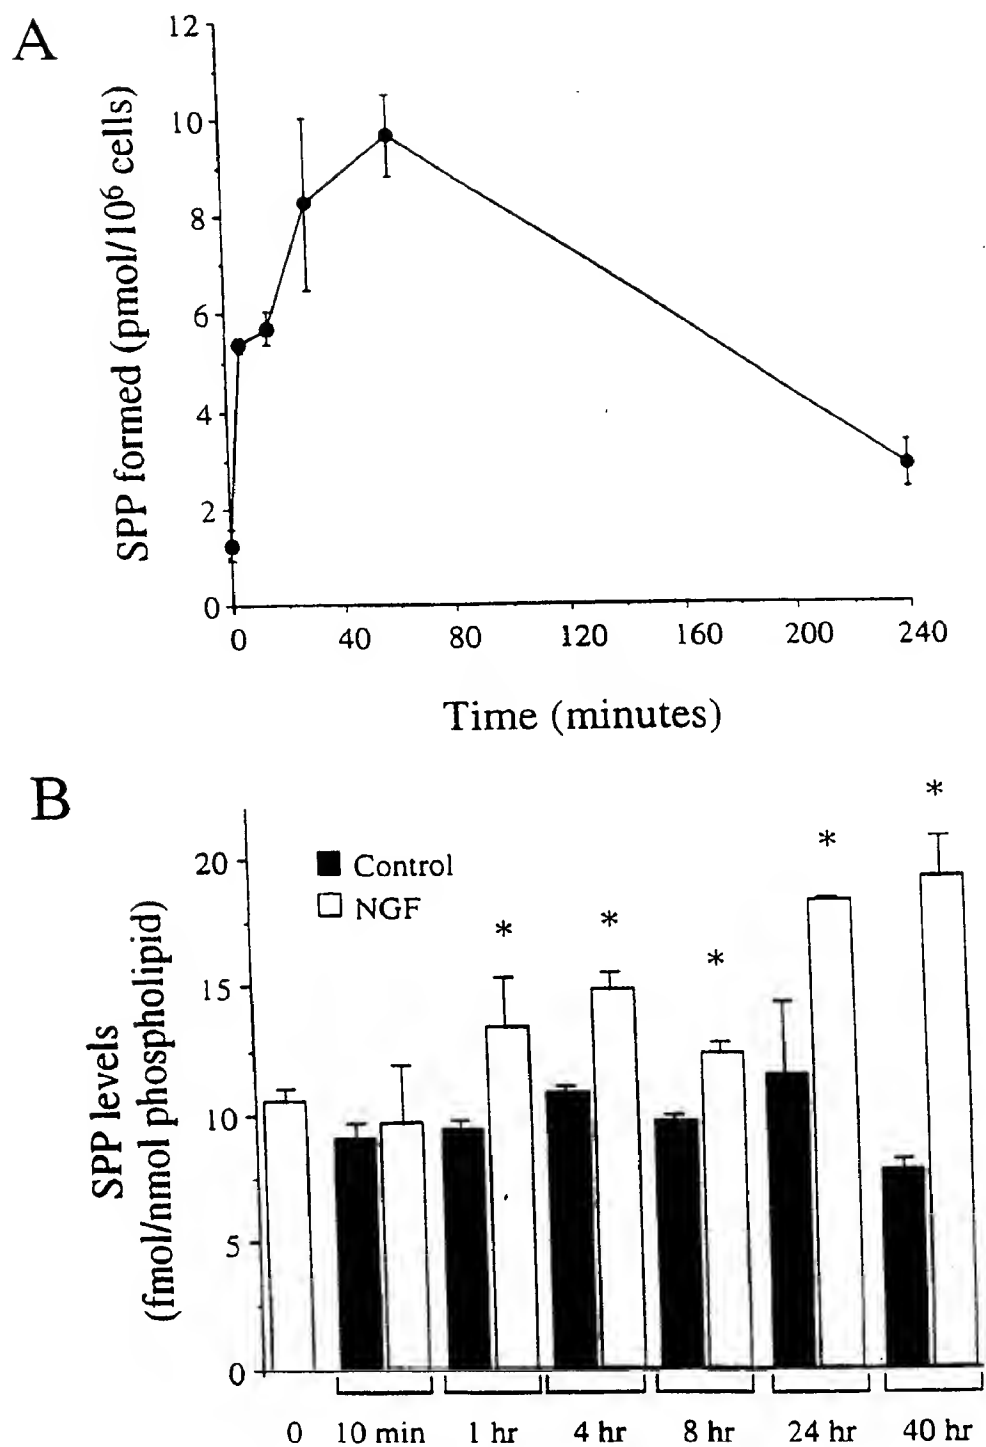 A
12
10
8
6
4
2
0
SPP formed (pmol/10⁶ cells)
0 40 80 120 160 200 240
Time (minutes)
B
20
15
10
5
0
SPP levels
(fmol/nmol phospholipid)
Control
NGF
* * * * *
0 10 min 1 hr 4 hr 8 hr 24 hr 40 hr